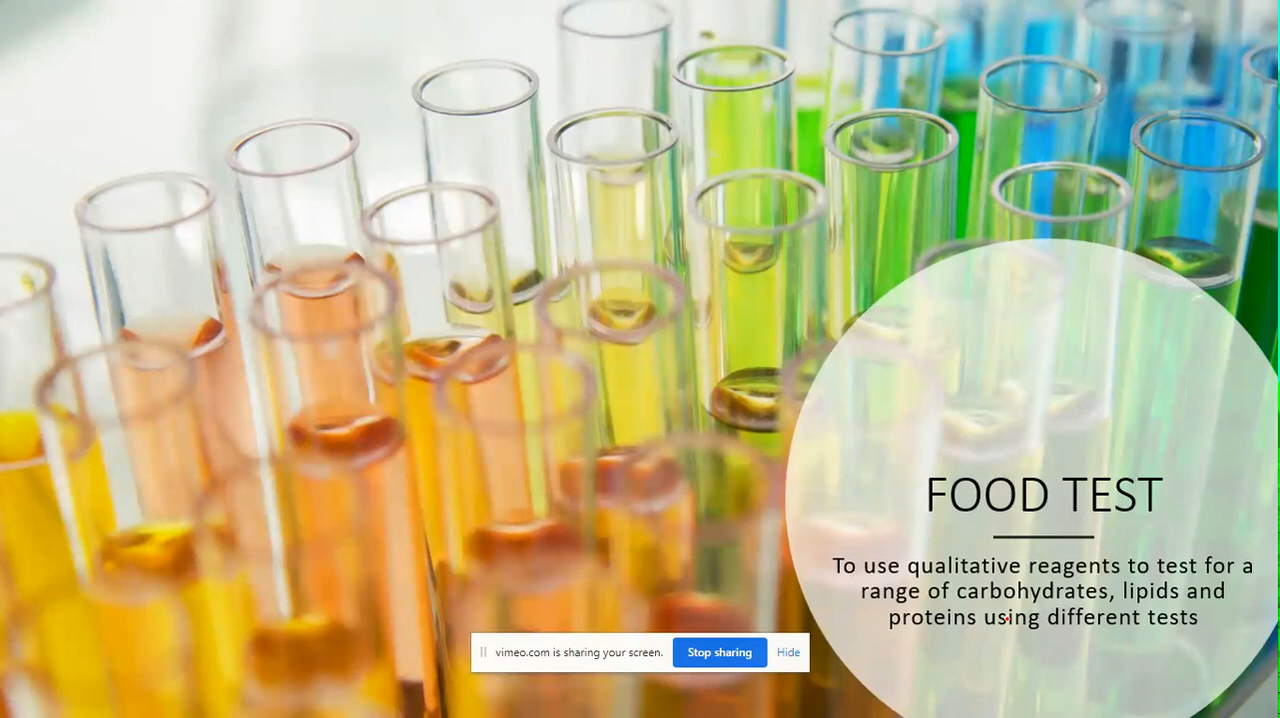 FOOD TEST
To use qualitative reagents to test for a
range of carbohydrates, lipids and
proteins using different tests
vimeo.com is sharing your screen. Stop sharing Hide